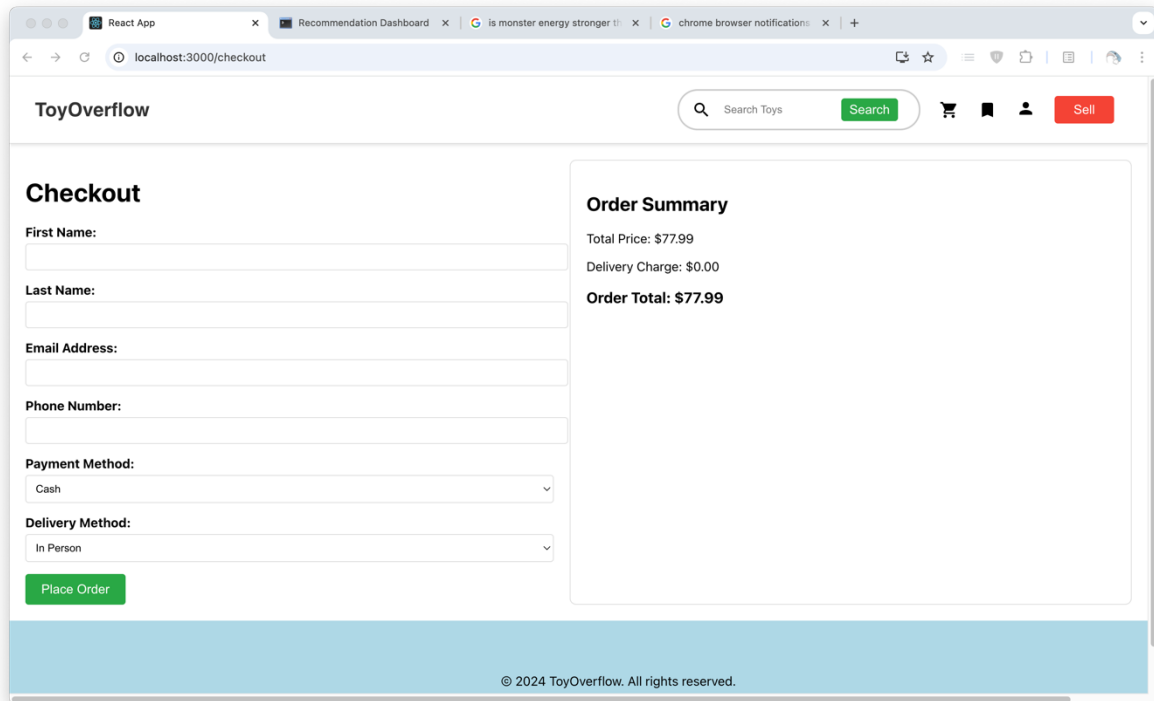 React App
Recommendation Dashboard
is monster energy stronger th
chrome browser notifications
localhost:3000/checkout
ToyOverflow
Search Toys
Search
Sell
Checkout
First Name:
Last Name:
Email Address:
Phone Number:
Payment Method:
Cash
Delivery Method:
In Person
Place Order
Order Summary
Total Price: $77.99
Delivery Charge: $0.00
Order Total: $77.99
© 2024 ToyOverflow. All rights reserved.